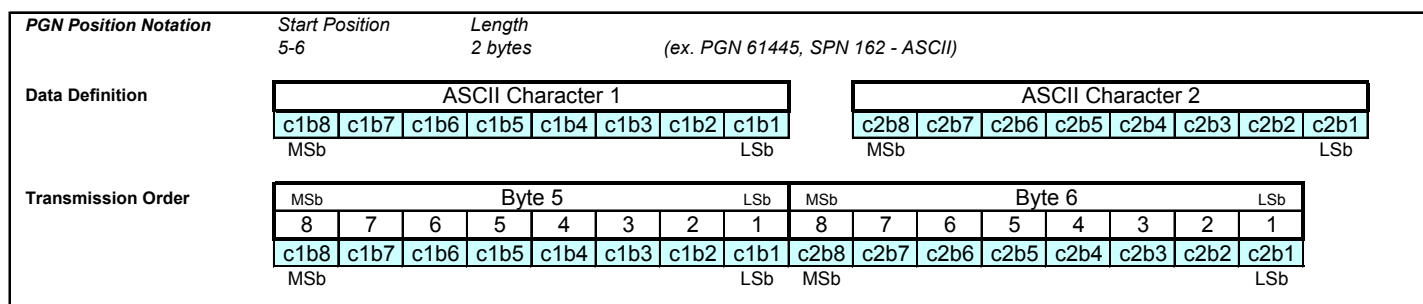 PGN Position Notation Start Position Length
5-6 2 bytes (ex. PGN 61445, SPN 162 - ASCII)
Data Definition ASCII Character 1 ASCII Character 2
c1b8 c1b7 c1b6 c1b5 c1b4 c1b3 c1b2 c1b1 c2b8 c2b7 c2b6 c2b5 c2b4 c2b3 c2b2 c2b1
MSb LSb MSb LSb
Transmission Order MSb Byte 5 LSb MSb Byte 6 LSb
8 7 6 5 4 3 2 1 8 7 6 5 4 3 2 1
c1b8 c1b7 c1b6 c1b5 c1b4 c1b3 c1b2 c1b1 c2b8 c2b7 c2b6 c2b5 c2b4 c2b3 c2b2 c2b1
MSb LSb MSb LSb